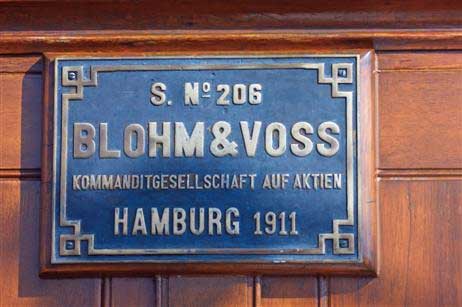 S. Nº 206
BLOHM & VOSS
KOMMANDITGESELLSCHAFT AUF AKTIEN
HAMBURG 1911